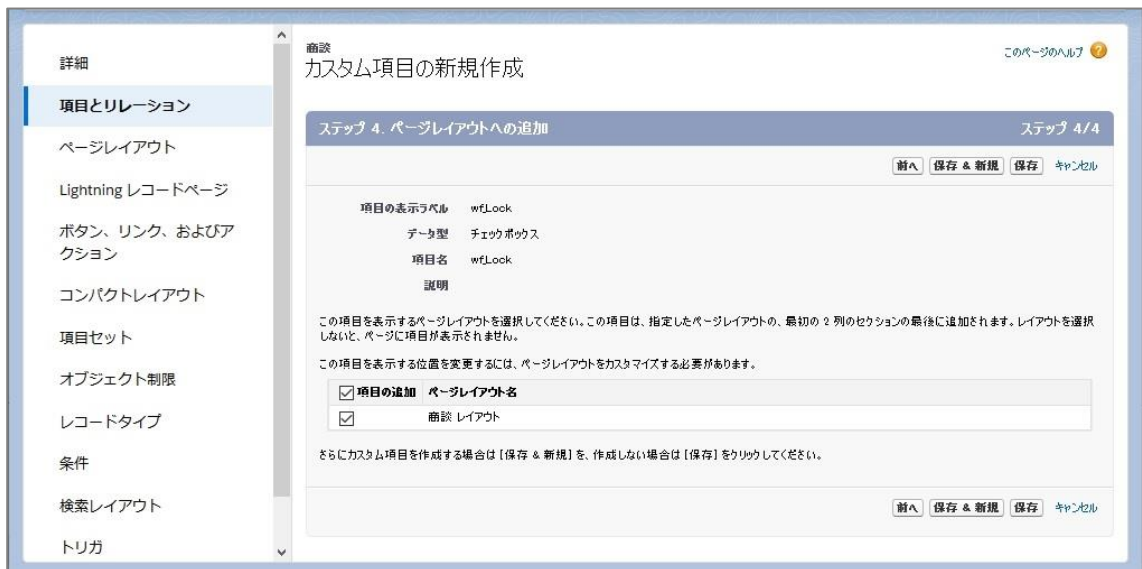 詳細
項目とリレーション
ページレイアウト
Lightning レコードページ
ボタン、リンク、およびア
クション
コンパクトレイアウト
項目セット
オブジェクト制限
レコードタイプ
条件
検索レイアウト
トリガ
商談
カスタム項目の新規作成
このページのヘルプ
ステップ 4. ページレイアウトへの追加 ステップ 4/4
前へ 保存 & 新規 保存 キャンセル
項目の表示ラベル wfLock
データ型 チェックボックス
項目名 wfLock
説明
この項目を表示するページレイアウトを選択してください。この項目は、指定したページレイアウトの、最初の 2 列のセクションの最後に追加されます。レイアウトを選択
しないと、ページに項目が表示されません。
この項目を表示する位置を変更するには、ページレイアウトをカスタマイズする必要があります。
項目の追加 ページレイアウト名
商談 レイアウト
さらにカスタム項目を作成する場合は [保存 & 新規] を、作成しない場合は [保存] をクリックしてください。
前へ 保存 & 新規 保存 キャンセル